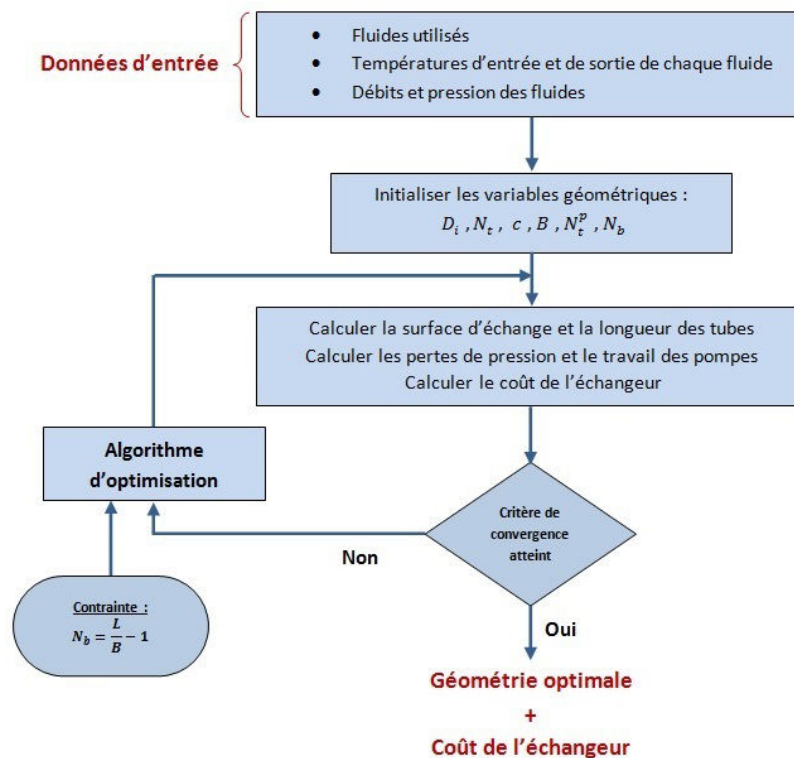 Données d'entrée
• Fluides utilisés
• Températures d'entrée et de sortie de chaque fluide
• Débits et pression des fluides
Initialiser les variables géométriques :
D_i , N_t , c , B , N_t^p , N_b
Calculer la surface d'échange et la longueur des tubes
Calculer les pertes de pression et le travail des pompes
Calculer le coût de l'échangeur
Algorithme
d'optimisation
Critère de
convergence
atteint
Non
Contrainte :
N_b = L/B − 1
Oui
Géométrie optimale
+
Coût de l'échangeur